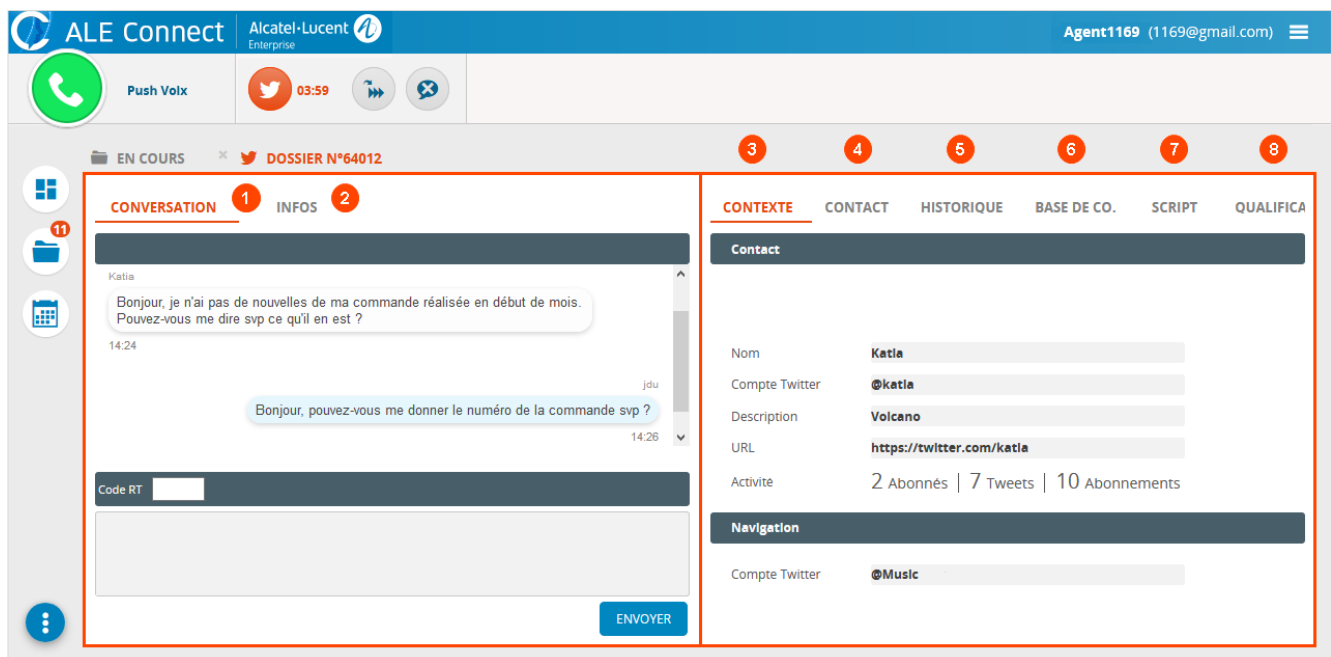 ALE Connect
Alcatel·Lucent
Enterprise
Agent1169 (1169@gmail.com)
Push Voix
03:59
EN COURS
× DOSSIER N°64012
3 4 5 6 7 8
CONVERSATION 1 INFOS 2
CONTEXTE CONTACT HISTORIQUE BASE DE CO. SCRIPT QUALIFICA
11
Contact
Katia
Bonjour, je n'ai pas de nouvelles de ma commande réalisée en début de mois.
Pouvez-vous me dire svp ce qu'il en est ?
14:24
jdu
Bonjour, pouvez-vous me donner le numéro de la commande svp ?
14:26
Code RT
ENVOYER
Nom Katia
Compte Twitter @katia
Description Volcano
URL https://twitter.com/katia
Activite 2 Abonnés | 7 Tweets | 10 Abonnements
Navigation
Compte Twitter @Music